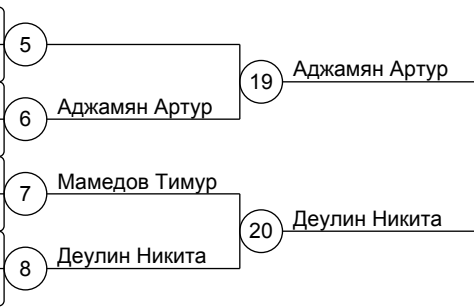 5
19 Аджамян Артур
6 Аджамян Артур
7 Мамедов Тимур
20 Деулин Никита
8 Деулин Никита